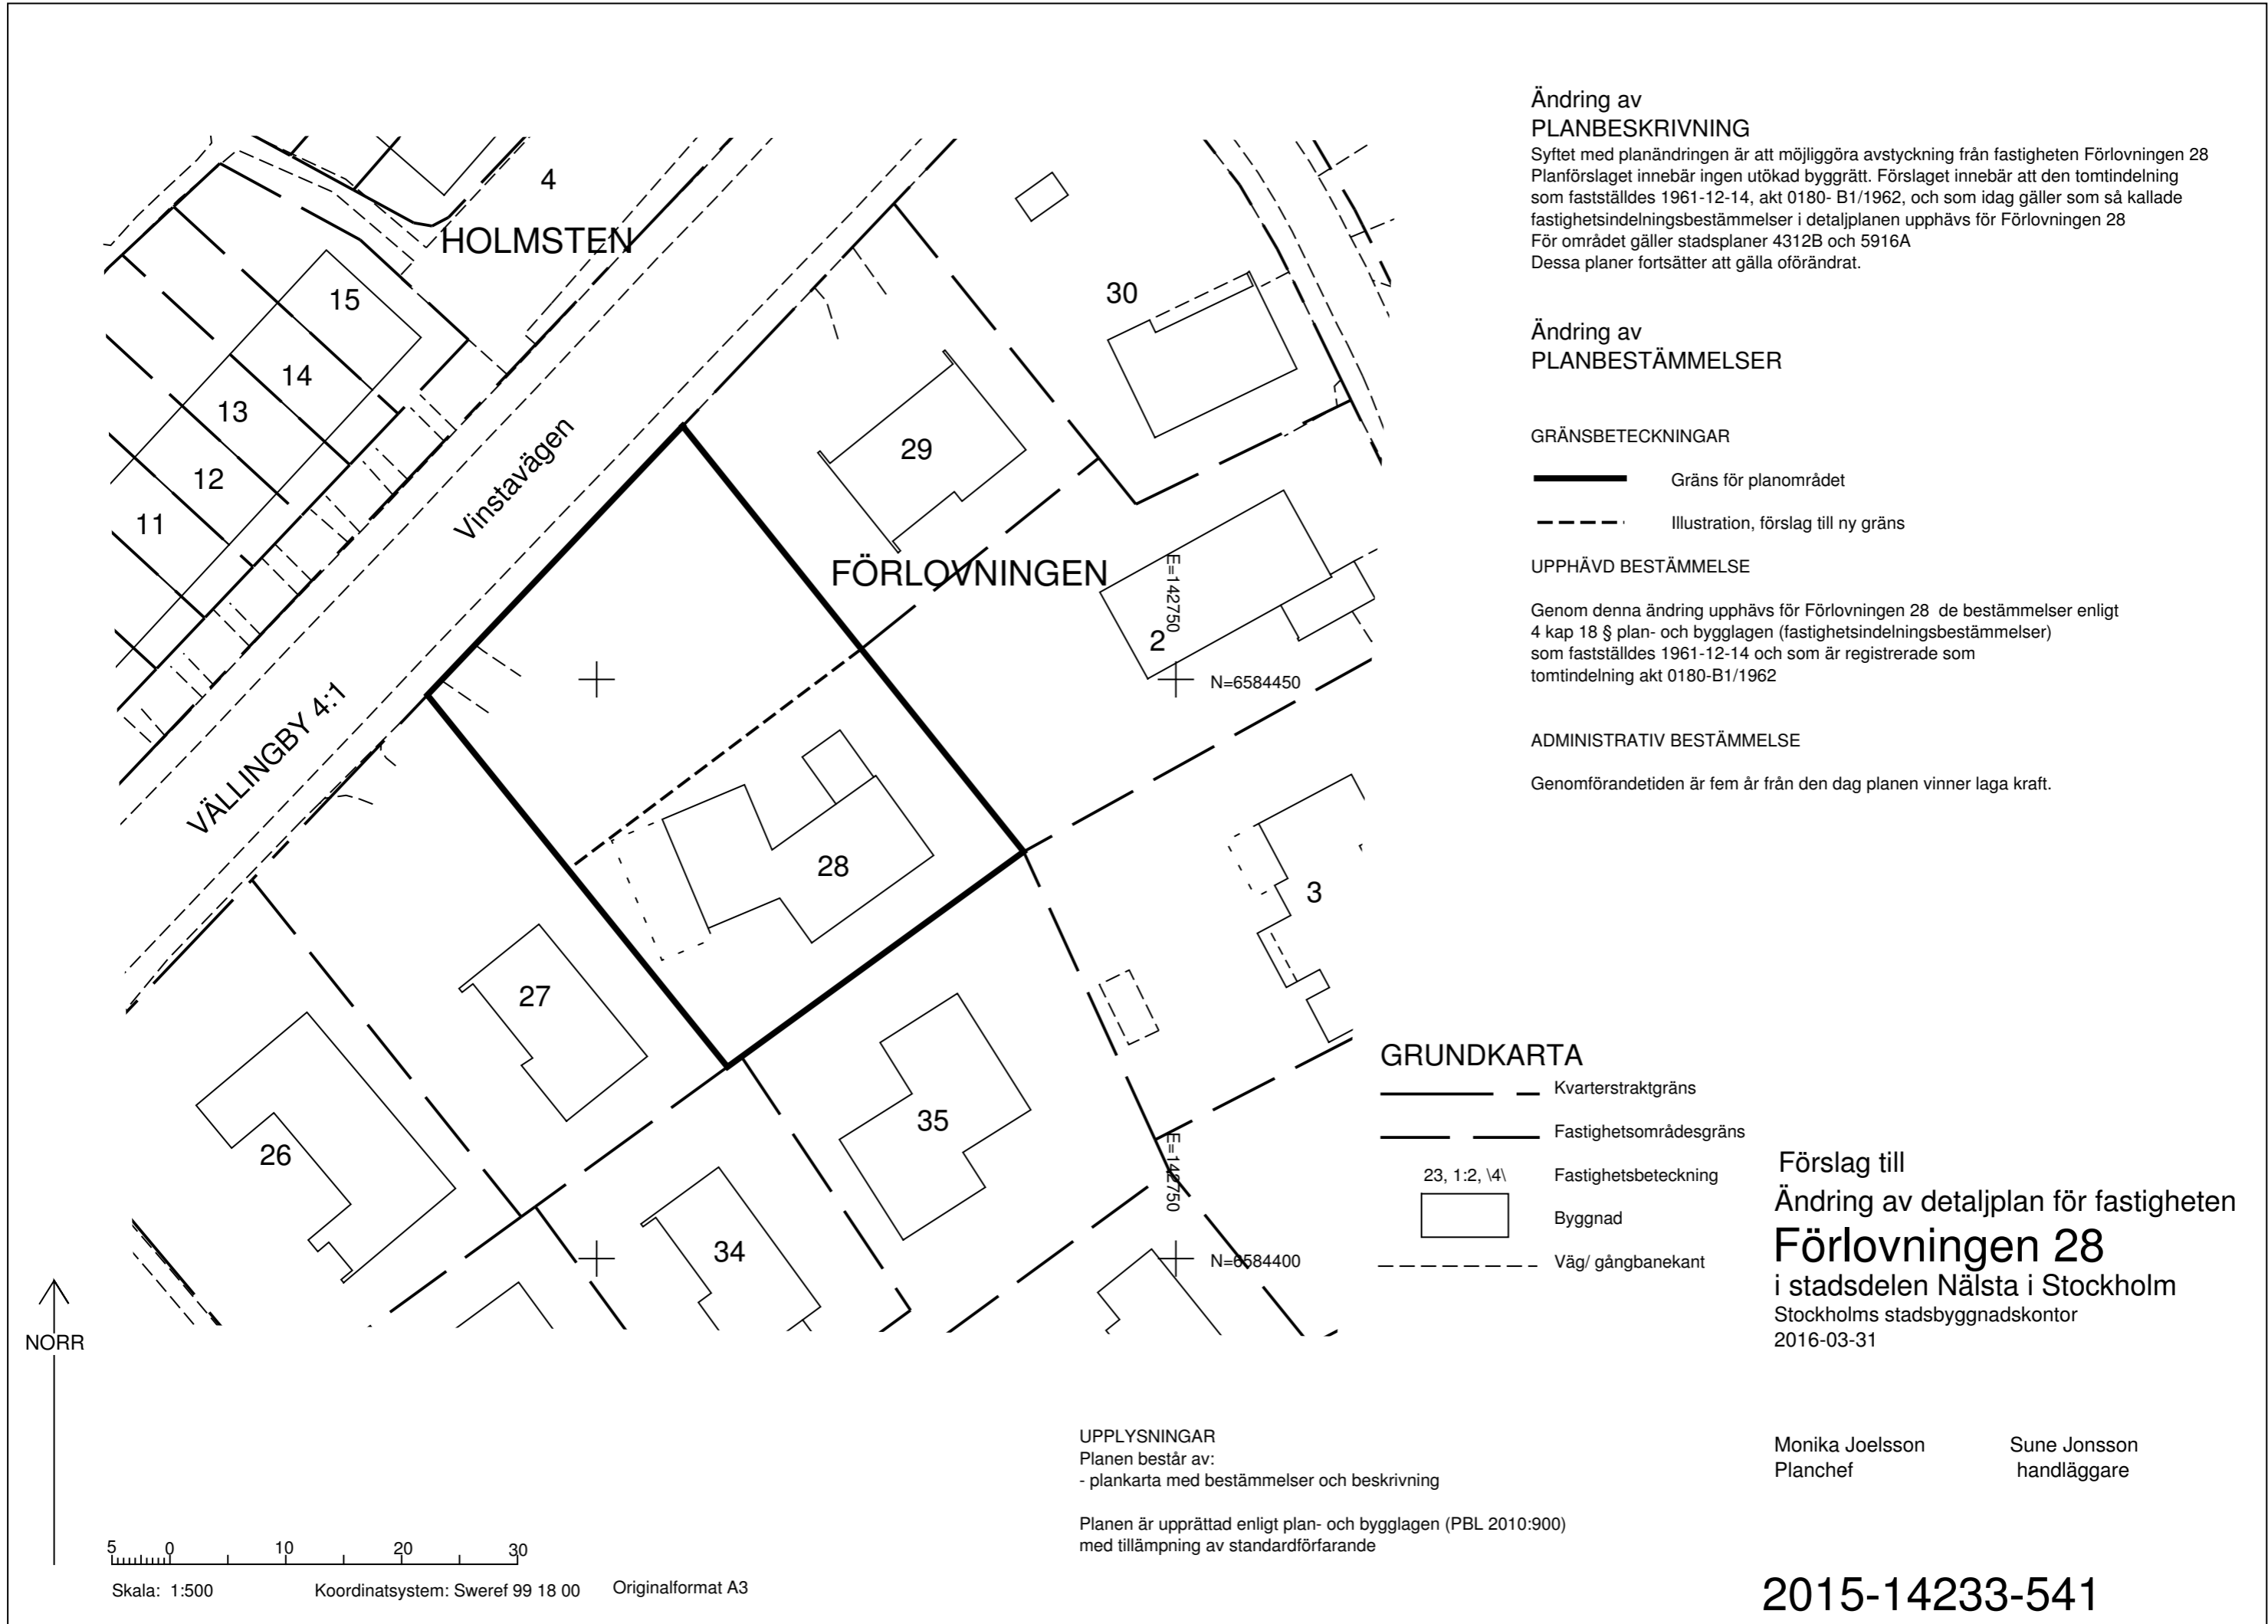 Ändring av
PLANBESKRIVNING
Syftet med planändringen är att möjliggöra avstyckning från fastigheten Förlovningen 28
Planförslaget innebär ingen utökad byggrätt. Förslaget innebär att den tomtindelning
som fastställdes 1961-12-14, akt 0180- B1/1962, och som idag gäller som så kallade
fastighetsindelningsbestämmelser i detaljplanen upphävs för Förlovningen 28
För området gäller stadsplaner 4312B och 5916A
Dessa planer fortsätter att gälla oförändrat.
Ändring av
PLANBESTÄMMELSER
GRÄNSBETECKNINGAR
Gräns för planområdet
Illustration, förslag till ny gräns
UPPHÄVD BESTÄMMELSE
Genom denna ändring upphävs för Förlovningen 28 de bestämmelser enligt
4 kap 18 § plan- och bygglagen (fastighetsindelningsbestämmelser)
som fastställdes 1961-12-14 och som är registrerade som
tomtindelning akt 0180-B1/1962
ADMINISTRATIV BESTÄMMELSE
Genomförandetiden är fem år från den dag planen vinner laga kraft.
4
HOLMSTEN
15
14
13
12
11
30
29
Vinstavägen
FÖRLOVNINGEN
E=142750
2
N=6584450
VÄLLINGBY 4:1
28
3
27
26
35
34
E=142750
N=6584400
GRUNDKARTA
Kvarterstraktgräns
Fastighetsområdesgräns
23, 1:2, \4\ Fastighetsbeteckning
Byggnad
Väg/ gångbanekant
Förslag till
Ändring av detaljplan för fastigheten
Förlovningen 28
i stadsdelen Nälsta i Stockholm
Stockholms stadsbyggnadskontor
2016-03-31
Monika Joelsson Sune Jonsson
Planchef handläggare
NORR
UPPLYSNINGAR
Planen består av:
- plankarta med bestämmelser och beskrivning
Planen är upprättad enligt plan- och bygglagen (PBL 2010:900)
med tillämpning av standardförfarande
5 0 10 20 30
Skala: 1:500 Koordinatsystem: Sweref 99 18 00 Originalformat A3
2015-14233-541